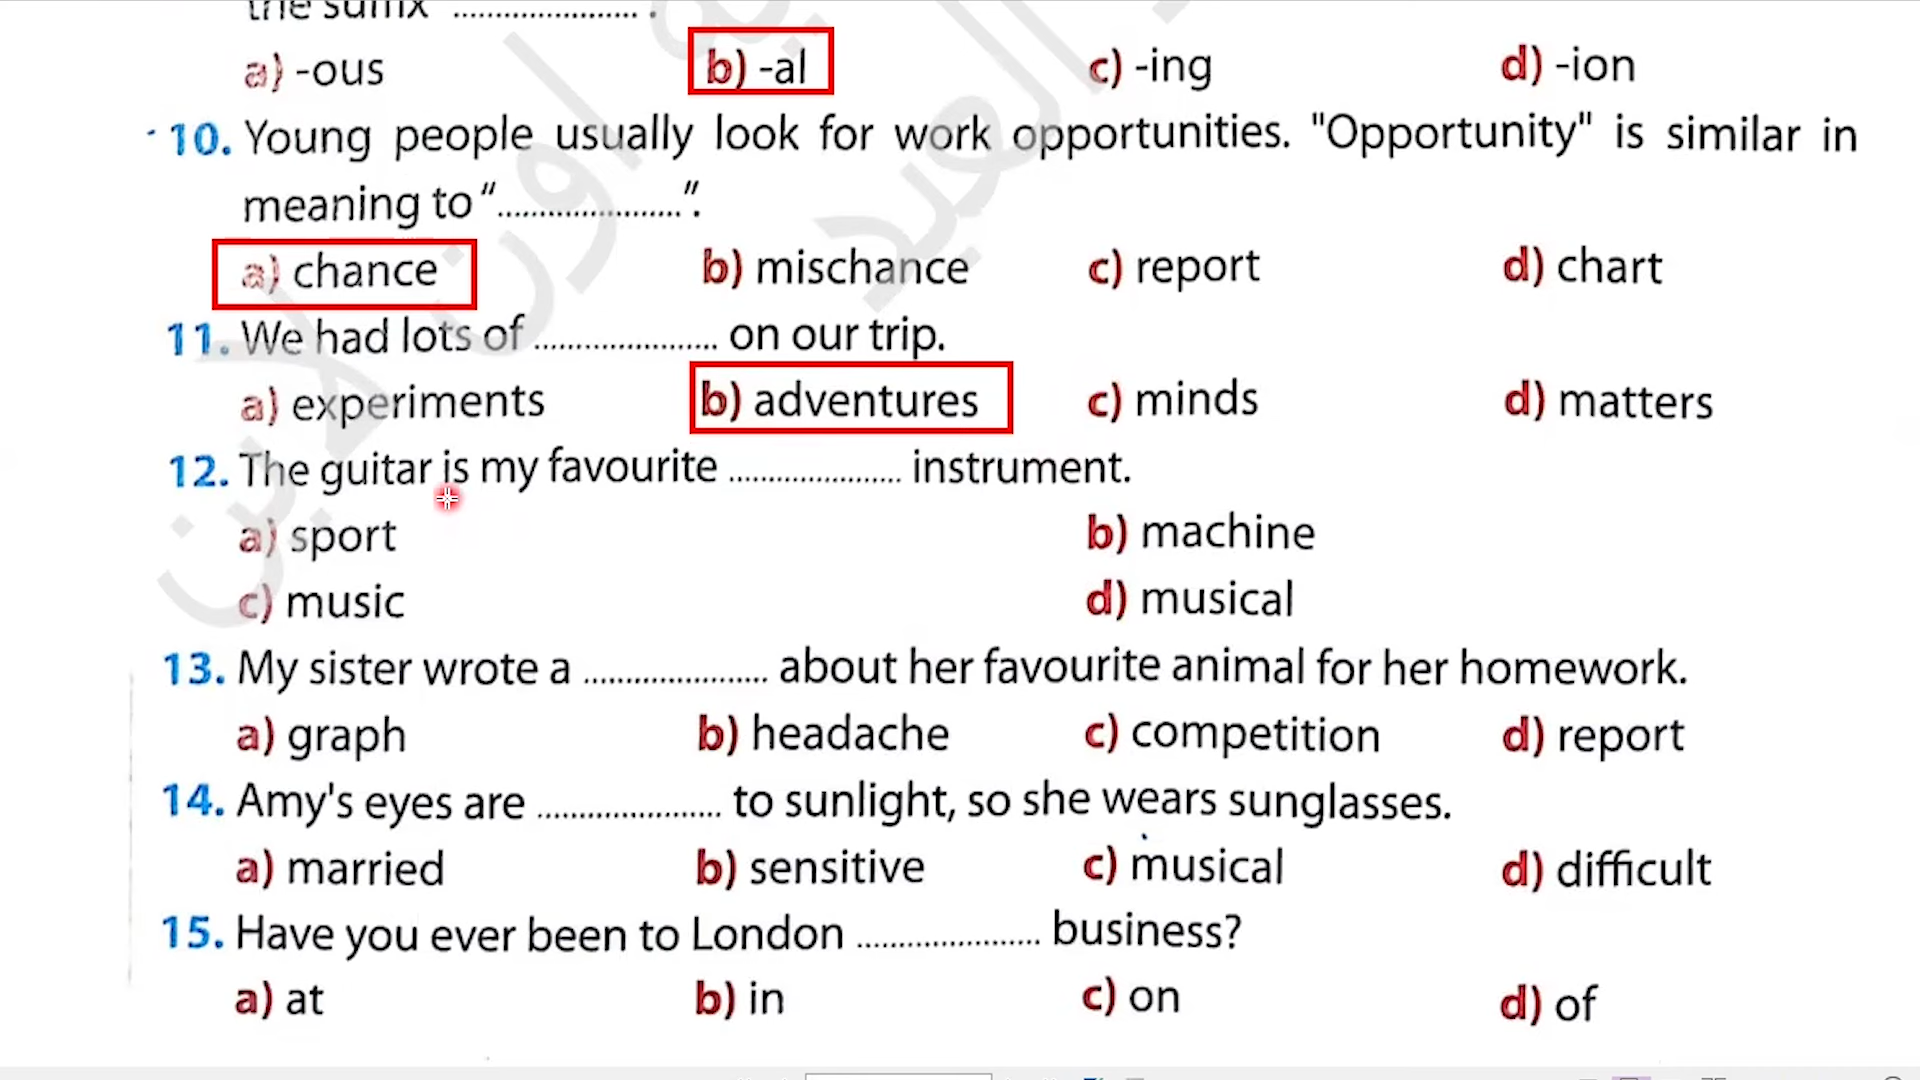 the suffix .................... .
a) -ous b) -al c) -ing d) -ion
10. Young people usually look for work opportunities. "Opportunity" is similar in
meaning to “....................”.
a) chance b) mischance c) report d) chart
11. We had lots of .................... on our trip.
a) experiments b) adventures c) minds d) matters
12. The guitar is my favourite .................... instrument.
a) sport b) machine
c) music d) musical
13. My sister wrote a .................... about her favourite animal for her homework.
a) graph b) headache c) competition d) report
14. Amy's eyes are .................... to sunlight, so she wears sunglasses.
a) married b) sensitive c) musical d) difficult
15. Have you ever been to London .................... business?
a) at b) in c) on d) of